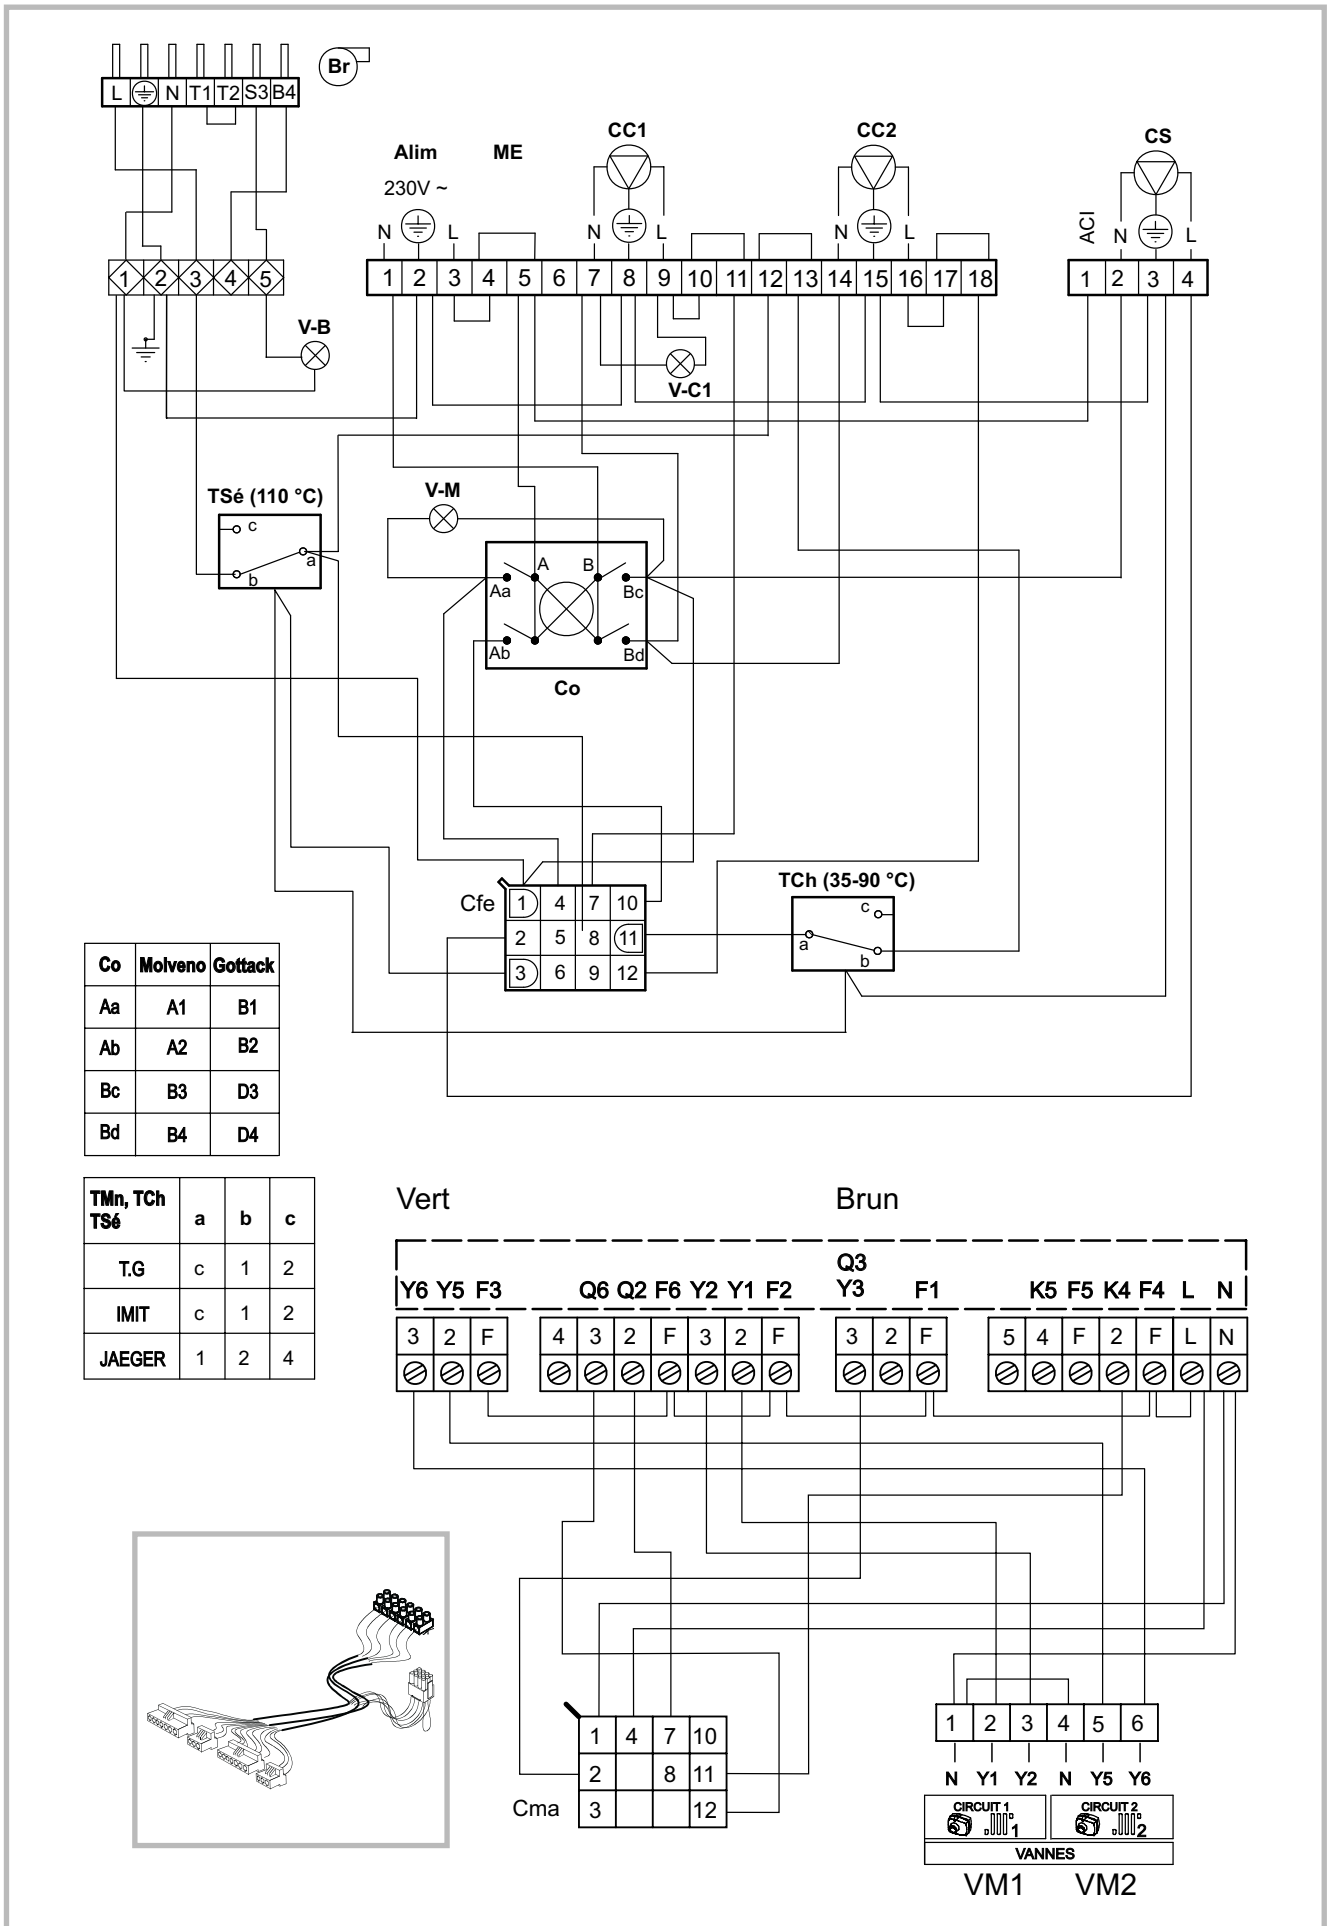 Br
L N T1 T2 S3 B4
CC1 CC2 CS
Alim ME
230V ~
N L N L N L ACI N L
1 2 3 4 5
1 2 3 4 5 6 7 8 9 10 11 12 13 14 15 16 17 18
1 2 3 4
V-B
V-C1
TSé (110 °C)
c
a
b
V-M
A B
Aa Bc
Ab Bd
Co
TCh (35-90 °C)
c
a
b
Cfe
1 4 7 10
2 5 8 11
3 6 9 12
Co Molveno Gottack
Aa A1 B1
Ab A2 B2
Bc B3 D3
Bd B4 D4
TMn, TCh
TSé a b c
T.G c 1 2
IMIT c 1 2
JAEGER 1 2 4
Vert Brun
Q3
Y6 Y5 F3 Q6 Q2 F6 Y2 Y1 F2 Y3 F1 K5 F5 K4 F4 L N
3 2 F 4 3 2 F 3 2 F 3 2 F 5 4 F 2 F L N
Cma
1 4 7 10
2 8 11
3 12
1 2 3 4 5 6
N Y1 Y2 N Y5 Y6
CIRCUIT 1 CIRCUIT 2
1 2
VANNES
VM1 VM2